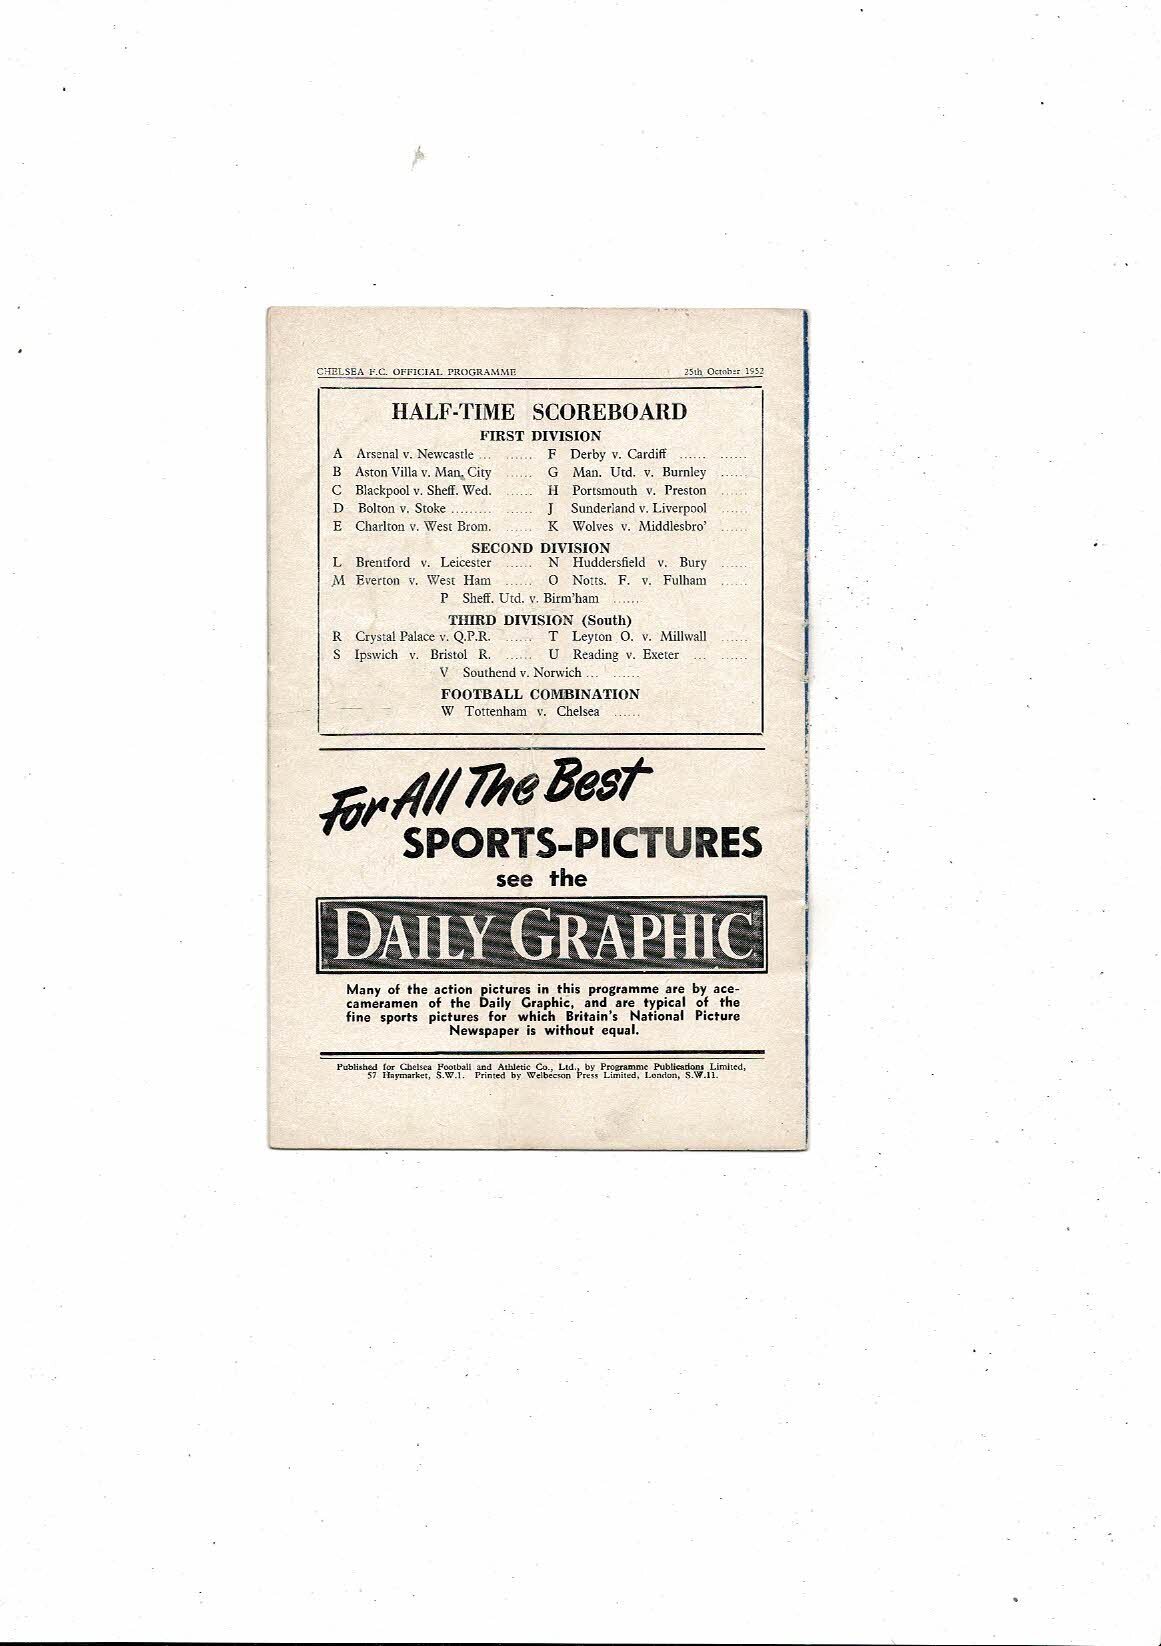 CHELSEA F.C. OFFICIAL PROGRAMME 25th October 1952
HALF-TIME SCOREBOARD
FIRST DIVISION
A Arsenal v. Newcastle ... ...... F Derby v. Cardiff ...... ......
B Aston Villa v. Man. City ...... G Man. Utd. v. Burnley ......
C Blackpool v. Sheff. Wed. ...... H Portsmouth v. Preston ......
D Bolton v. Stoke ......... ...... J Sunderland v. Liverpool ......
E Charlton v. West Brom. ...... K Wolves v. Middlesbro' ......
SECOND DIVISION
L Brentford v. Leicester ...... N Huddersfield v. Bury ......
M Everton v. West Ham ...... O Notts. F. v. Fulham ......
P Sheff. Utd. v. Birm'ham ......
THIRD DIVISION (South)
R Crystal Palace v. Q.P.R. ...... T Leyton O. v. Millwall ......
S Ipswich v. Bristol R. ...... U Reading v. Exeter ... ......
V Southend v. Norwich ... ......
FOOTBALL COMBINATION
W Tottenham v. Chelsea ......
For All The Best
SPORTS-PICTURES
see the
DAILY GRAPHIC
Many of the action pictures in this programme are by ace-
cameramen of the Daily Graphic, and are typical of the
fine sports pictures for which Britain's National Picture
Newspaper is without equal.
Published for Chelsea Football and Athletic Co., Ltd., by Programme Publications Limited,
57 Haymarket, S.W.1. Printed by Welbecson Press Limited, London, S.W.11.